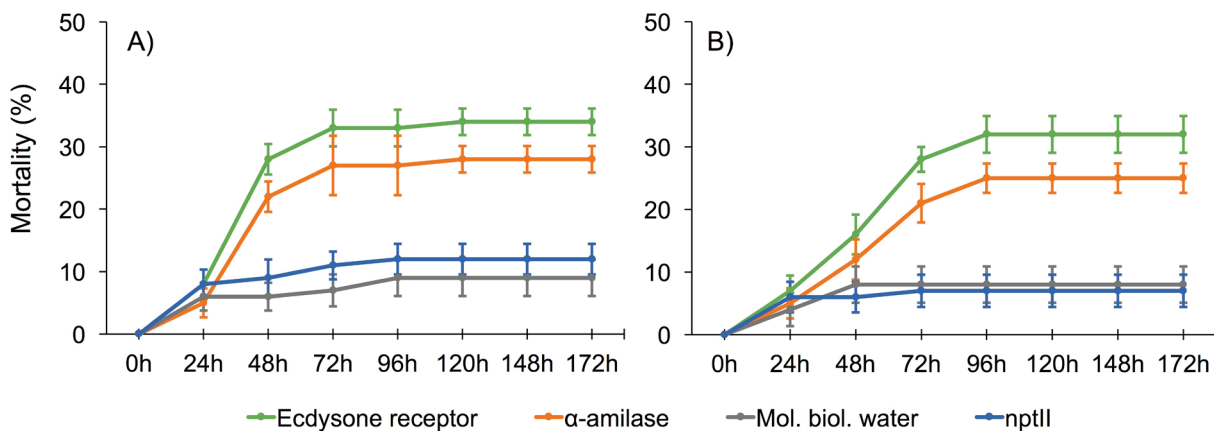 A)
Mortality (%)
50
40
30
20
10
0
0h 24h 48h 72h 96h 120h 148h 172h
B)
50
40
30
20
10
0
0h 24h 48h 72h 96h 120h 148h 172h
Ecdysone receptor α-amilase Mol. biol. water nptII